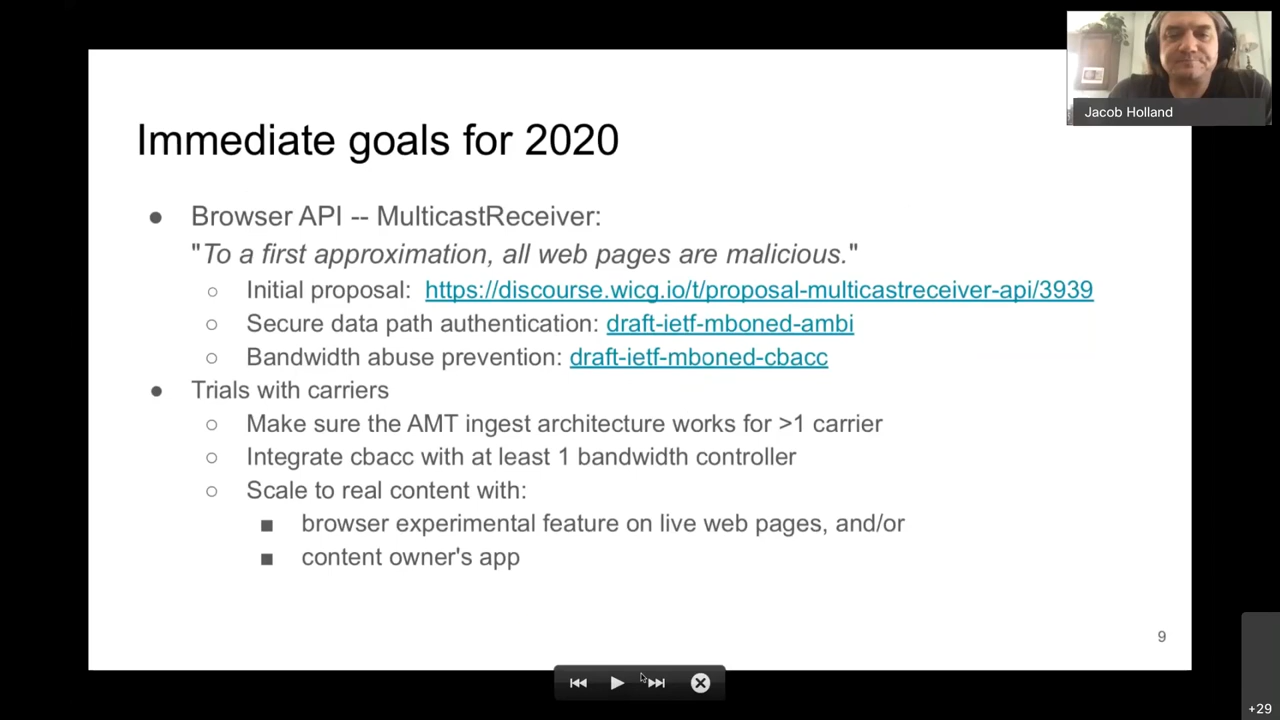 Jacob Holland
Immediate goals for 2020
● Browser API -- MulticastReceiver:
"To a first approximation, all web pages are malicious."
○ Initial proposal: https://discourse.wicg.io/t/proposal-multicastreceiver-api/3939
○ Secure data path authentication: draft-ietf-mboned-ambi
○ Bandwidth abuse prevention: draft-ietf-mboned-cbacc
● Trials with carriers
○ Make sure the AMT ingest architecture works for >1 carrier
○ Integrate cbacc with at least 1 bandwidth controller
○ Scale to real content with:
■ browser experimental feature on live web pages, and/or
■ content owner's app
9
+29